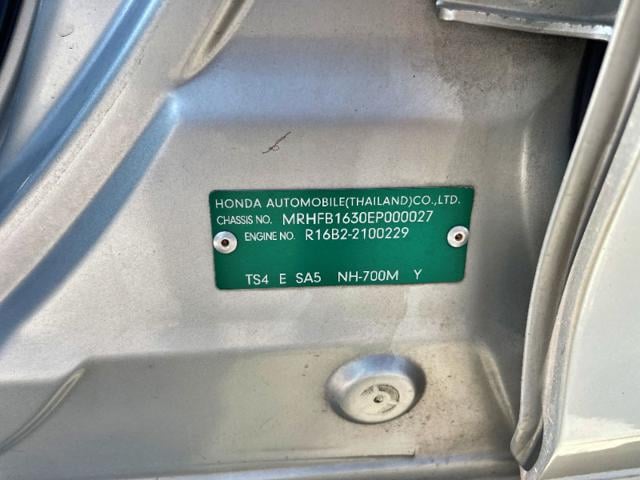 HONDA AUTOMOBILE(THAILAND)CO.,LTD.
CHASSIS NO. MRHFB1630EP000027
ENGINE NO. R16B2-2100229
TS4 E SA5 NH-700M Y